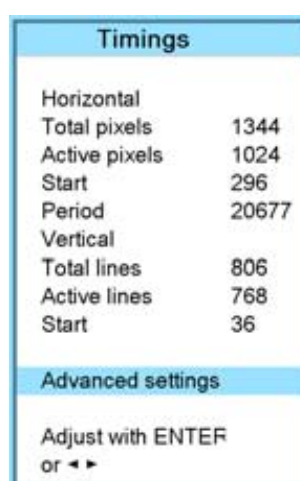 Timings
Horizontal
Total pixels 1344
Active pixels 1024
Start 296
Period 20677
Vertical
Total lines 806
Active lines 768
Start 36
Advanced settings
Adjust with ENTER
or ◄ ►